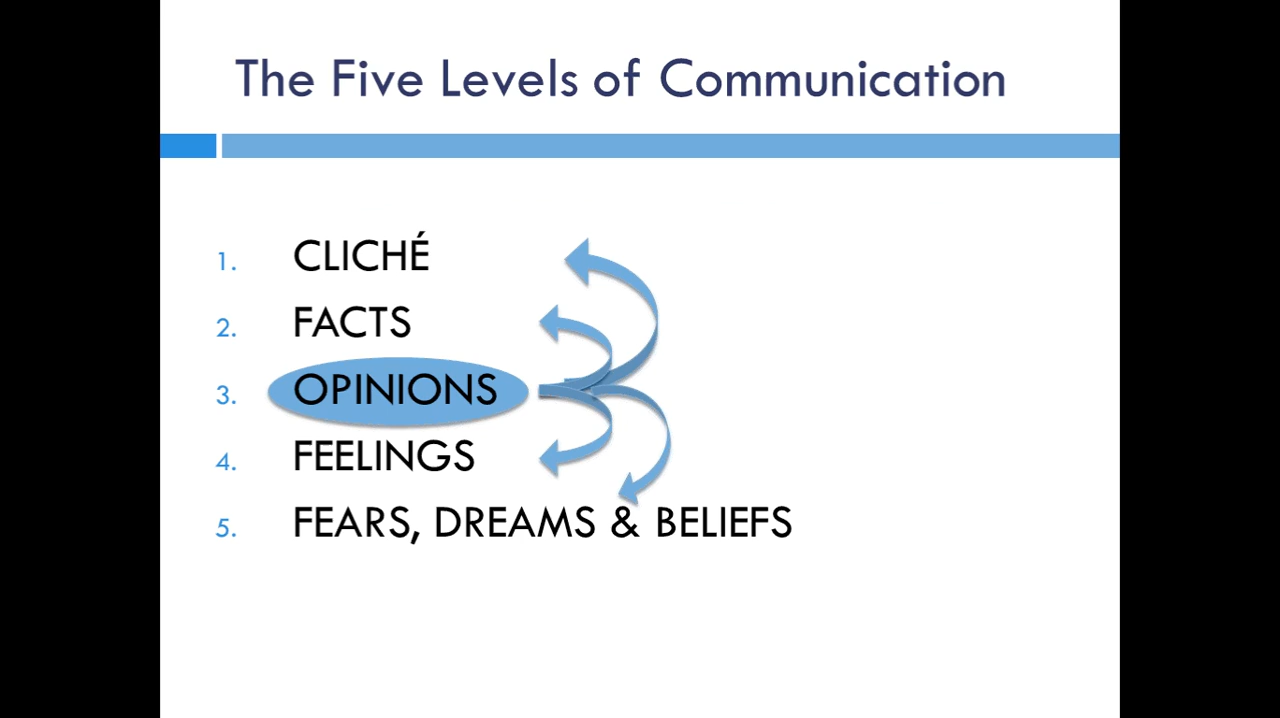 The Five Levels of Communication
1. CLICHÉ
2. FACTS
3. OPINIONS
4. FEELINGS
5. FEARS, DREAMS & BELIEFS